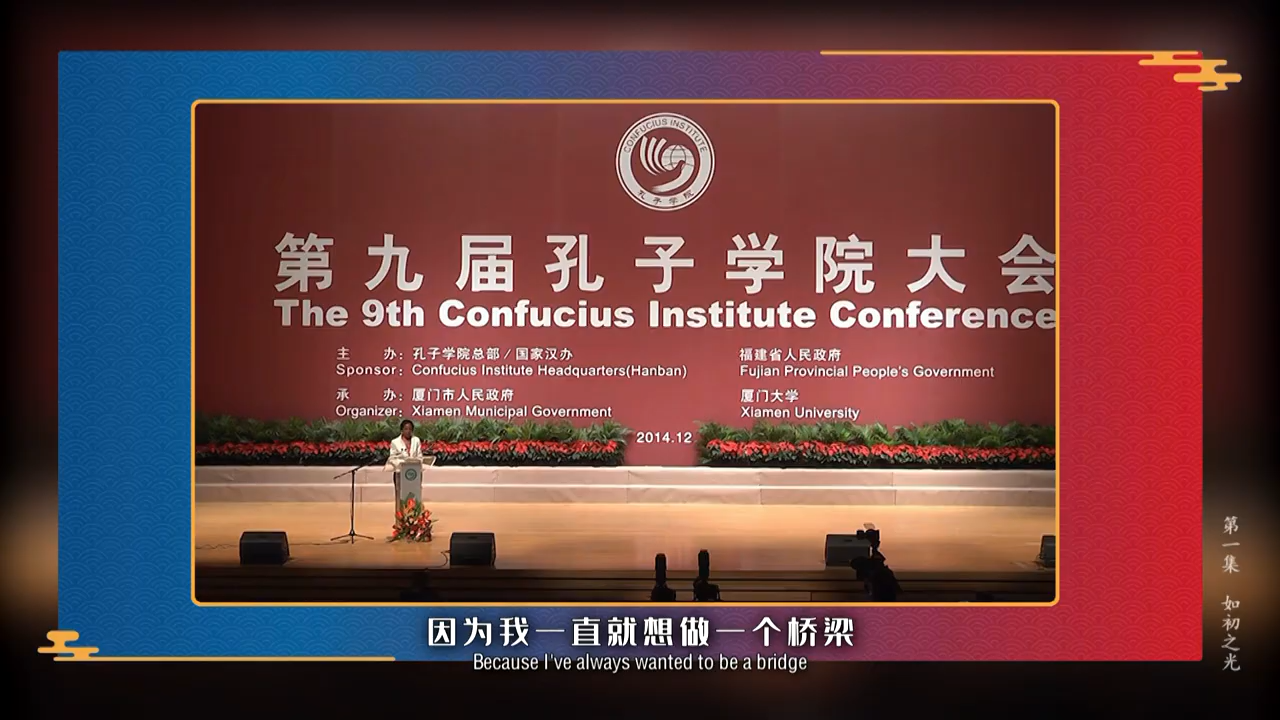 CONFUCIUS INSTITUTE
孔子学院
第九届孔子学院大会
The 9th Confucius Institute Conference
主 办：孔子学院总部／国家汉办
Sponsor: Confucius Institute Headquarters(Hanban)
福建省人民政府
Fujian Provincial People's Government
承 办：厦门市人民政府
Organizer: Xiamen Municipal Government
厦门大学
Xiamen University
2014.12
第一集 如初之光
因为我一直就想做一个桥梁
Because I've always wanted to be a bridge